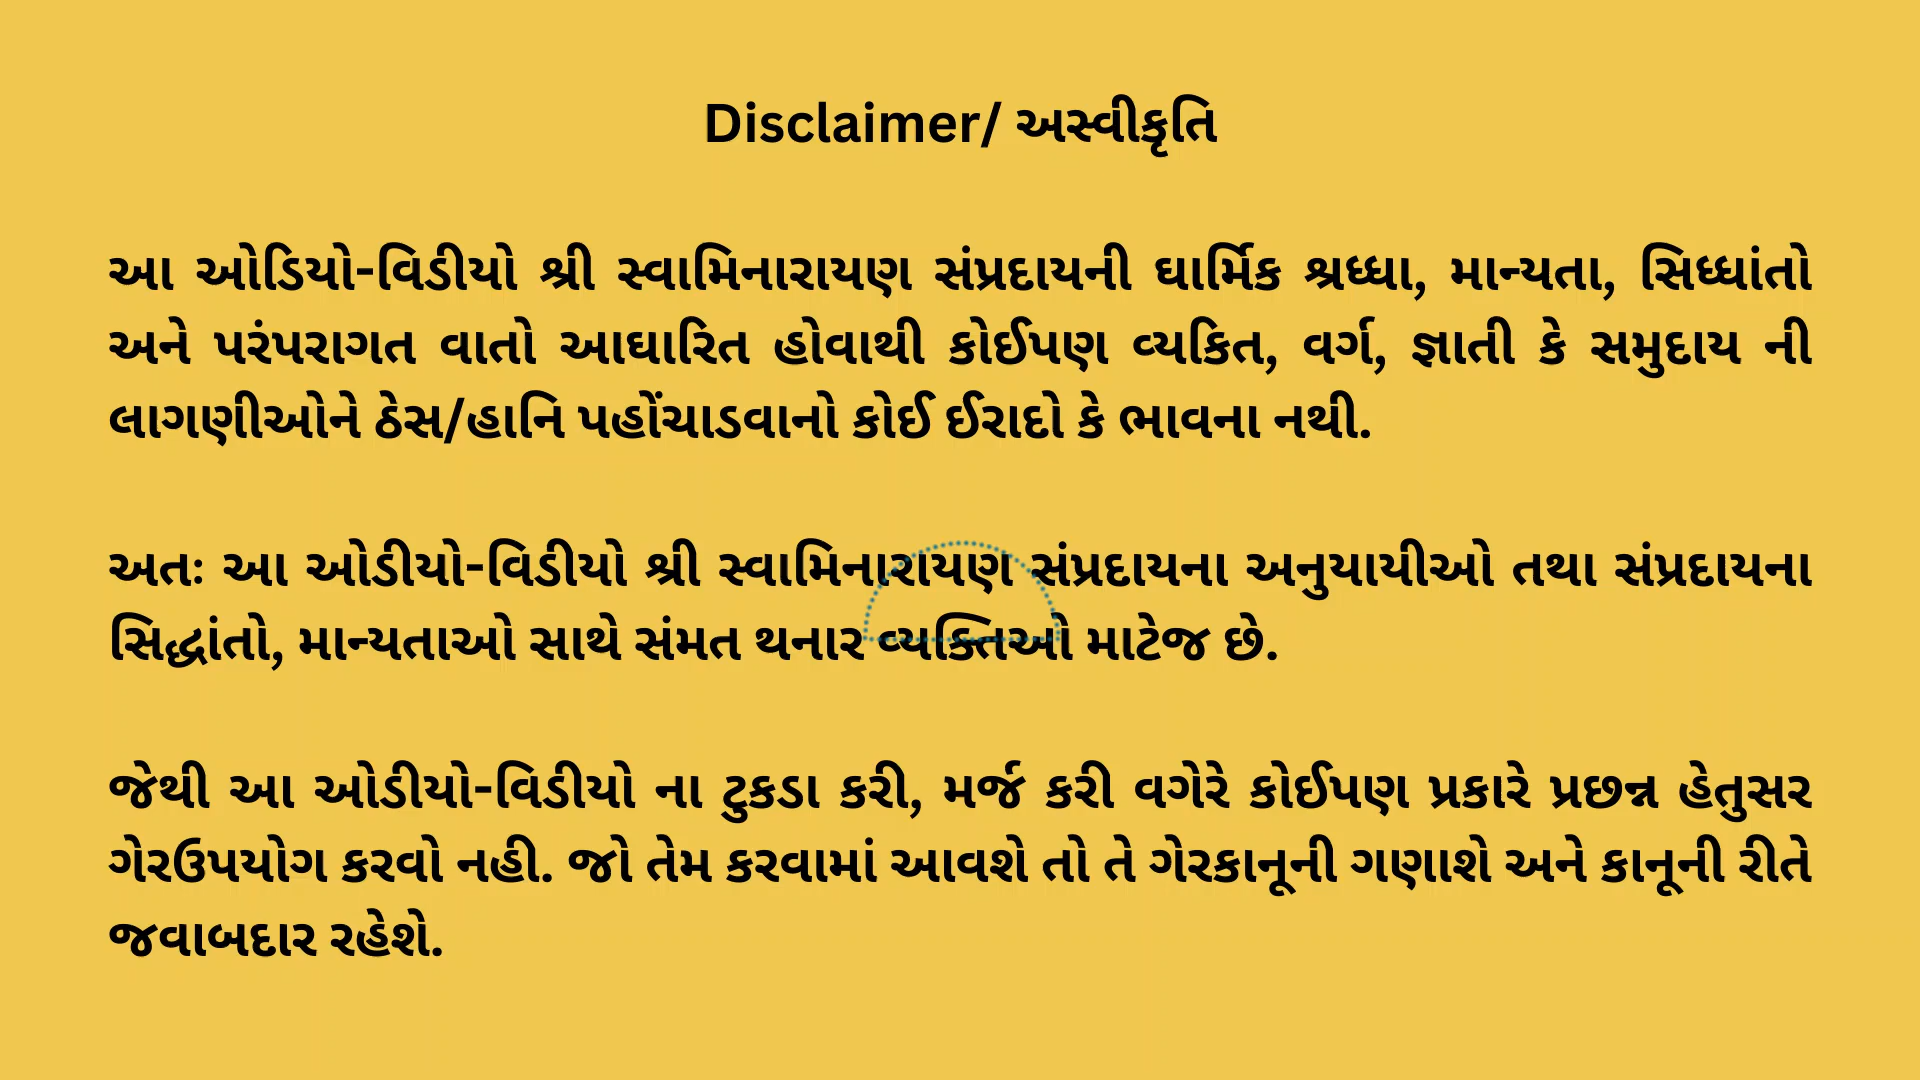 Disclaimer/ અસ્વીકૃતિ
આ ઓડિયો-વિડીયો શ્રી સ્વામિનારાયણ સંપ્રદાયની ઘાર્મિક શ્રધ્ધા, માન્યતા, સિધ્ધાંતો
અને પરંપરાગત વાતો આઘારિત હોવાથી કોઈપણ વ્યકિત, વર્ગ, જ્ઞાતી કે સમુદાય ની
લાગણીઓને ઠેસ/હાનિ પહોંચાડવાનો કોઈ ઈરાદો કે ભાવના નથી.
અતઃ આ ઓડીયો-વિડીયો શ્રી સ્વામિનારાયણ સંપ્રદાયના અનુયાયીઓ તથા સંપ્રદાયના
સિદ્ધાંતો, માન્યતાઓ સાથે સંમત થનાર વ્યક્તિઓ માટેજ છે.
જેથી આ ઓડીયો-વિડીયો ના ટુકડા કરી, મર્જ કરી વગેરે કોઈપણ પ્રકારે પ્રછન્ન હેતુસર
ગેરઉપયોગ કરવો નહી. જો તેમ કરવામાં આવશે તો તે ગેરકાનૂની ગણાશે અને કાનૂની રીતે
જવાબદાર રહેશે.